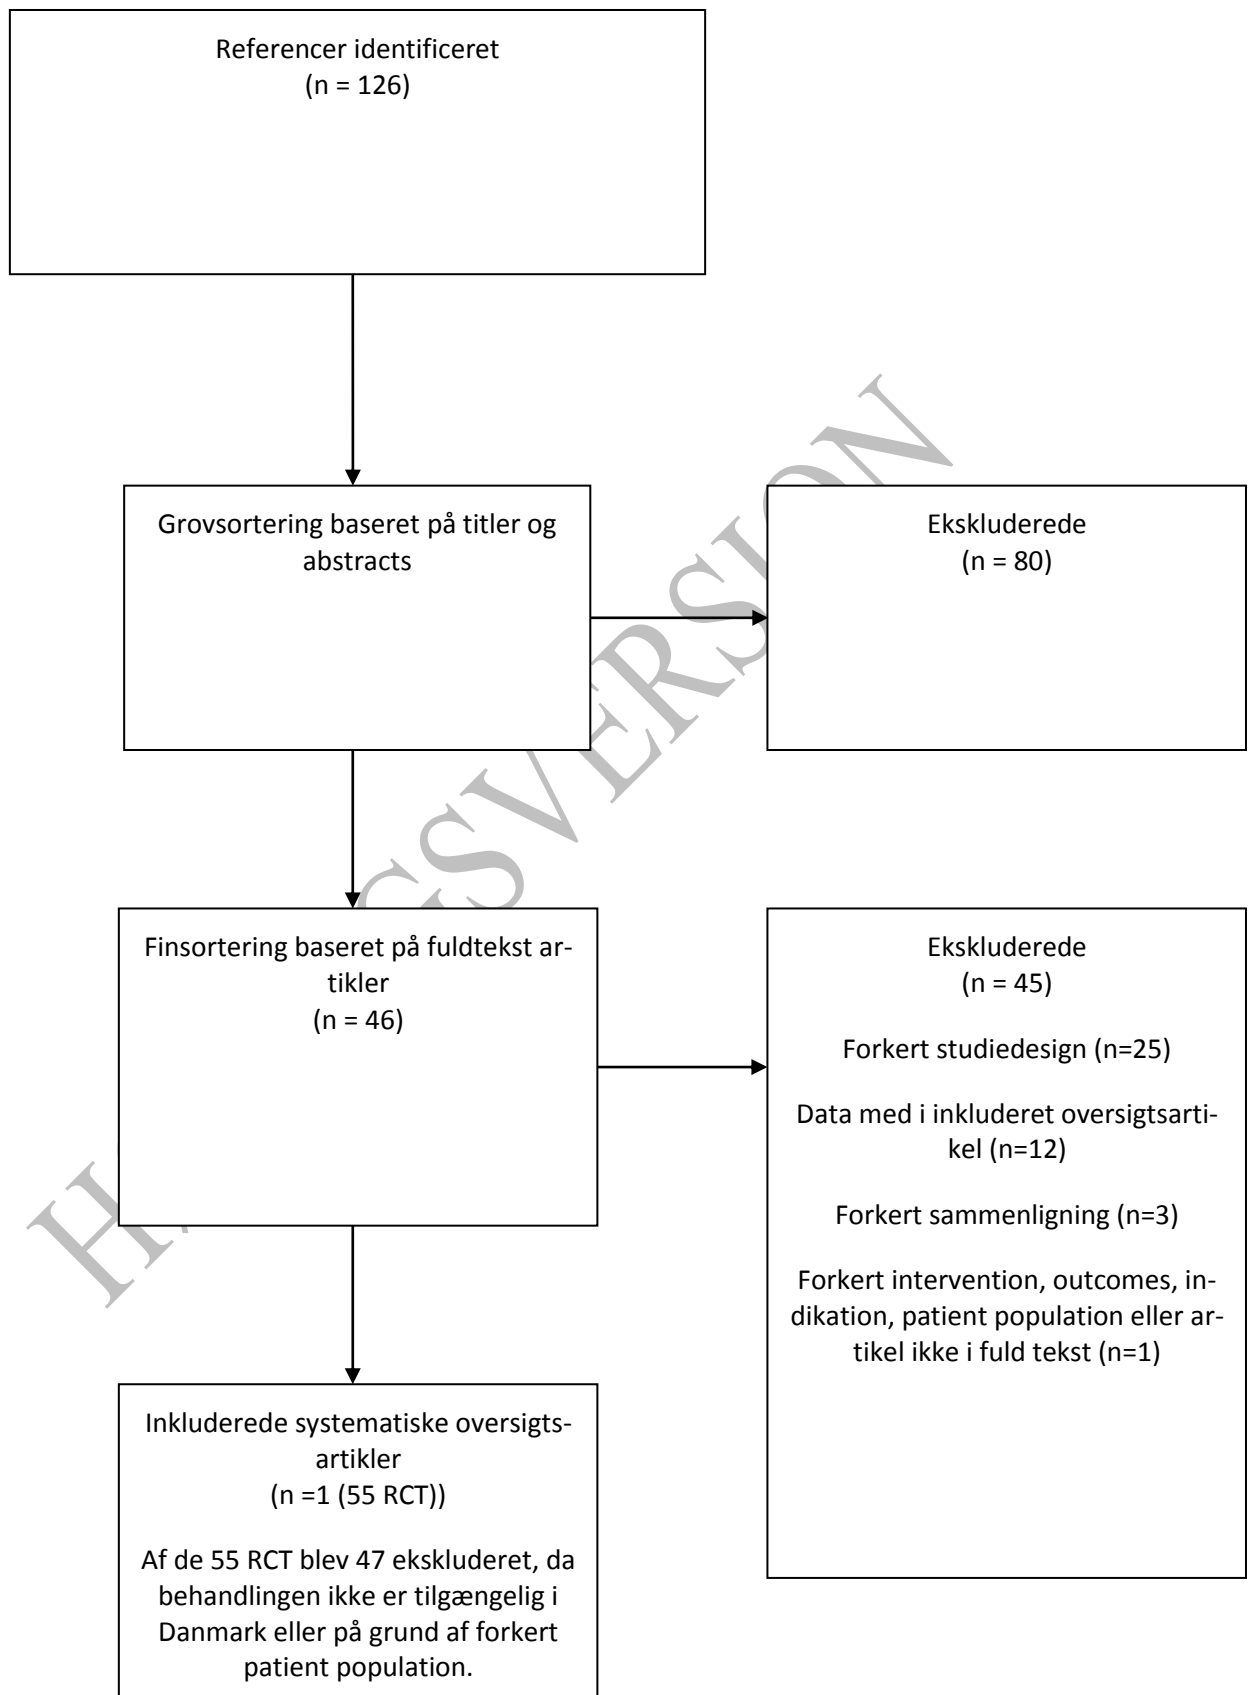 Referencer identificeret
(n = 126)
Grovsortering baseret på titler og
abstracts
Ekskluderede
(n = 80)
Finsortering baseret på fuldtekst ar-
tikler
(n = 46)
Ekskluderede
(n = 45)
Forkert studiedesign (n=25)
Data med i inkluderet oversigtsarti-
kel (n=12)
Forkert sammenligning (n=3)
Forkert intervention, outcomes, in-
dikation, patient population eller ar-
tikel ikke i fuld tekst (n=1)
Inkluderede systematiske oversigts-
artikler
(n =1 (55 RCT))
Af de 55 RCT blev 47 ekskluderet, da
behandlingen ikke er tilgængelig i
Danmark eller på grund af forkert
patient population.